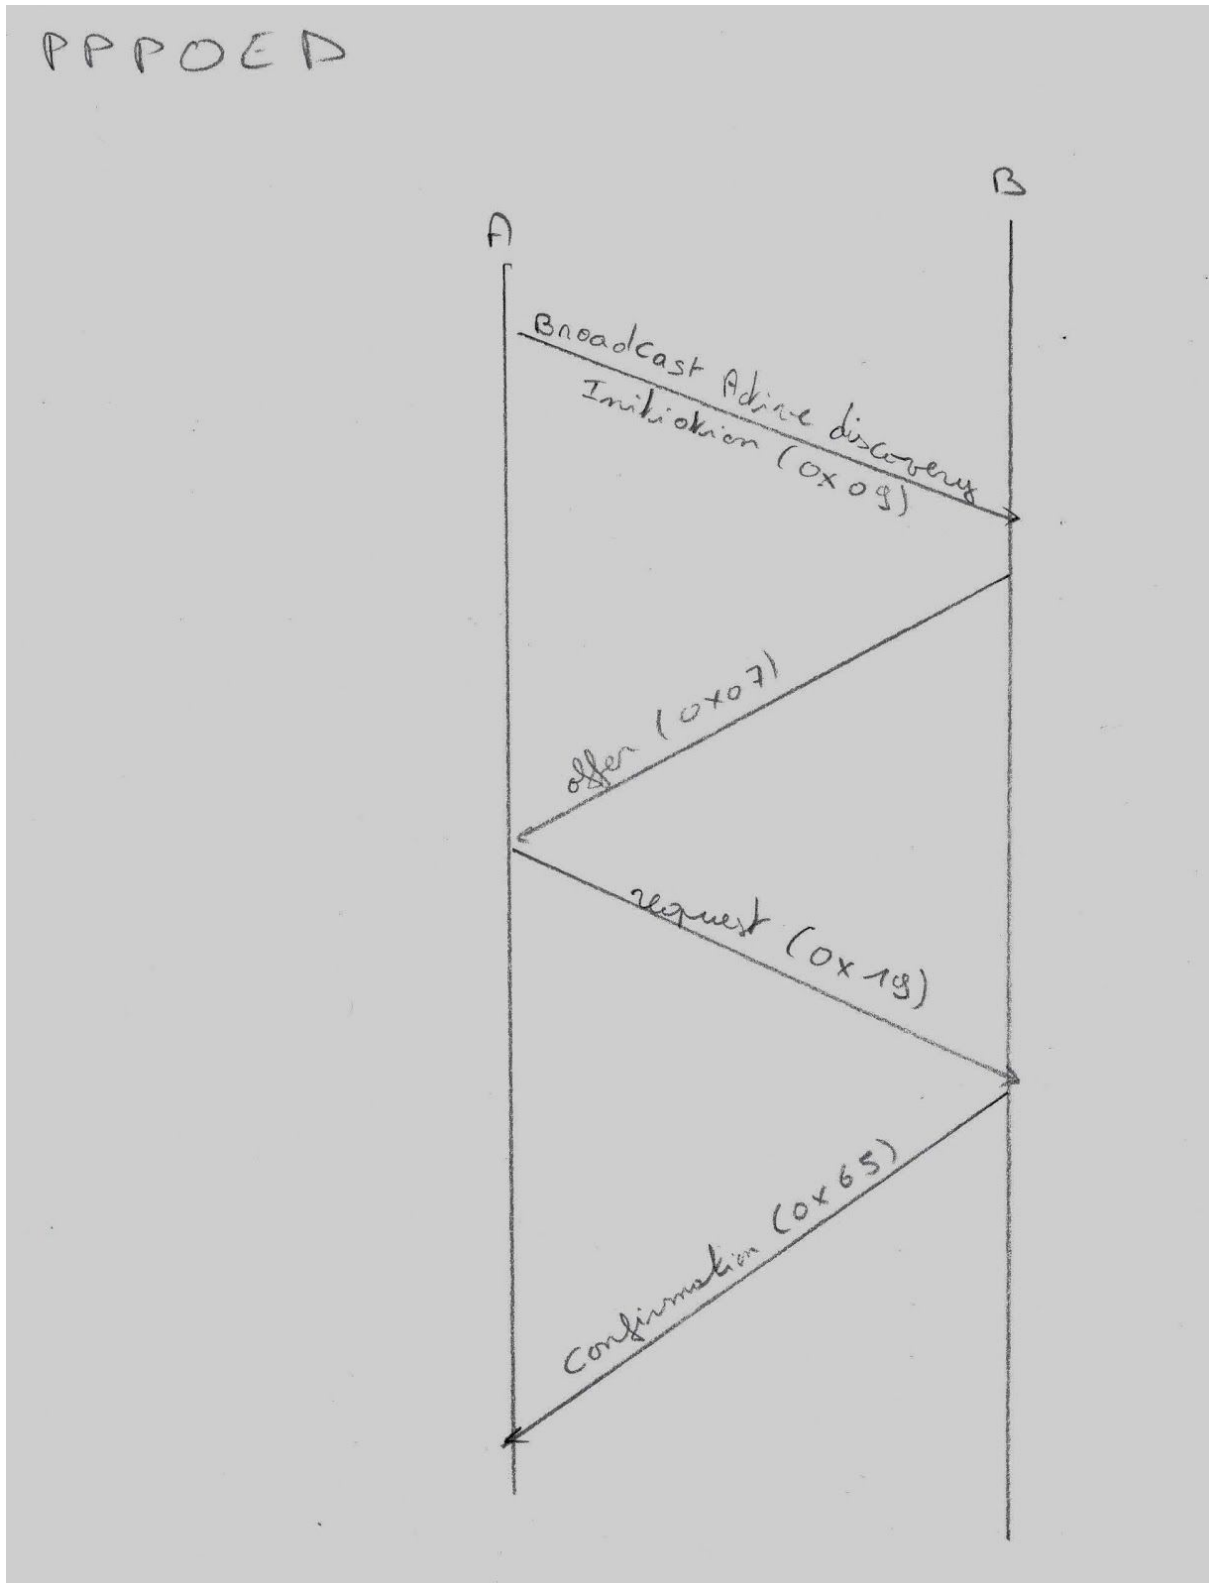 PPPOED
B
A
Broadcast Active discovery
Initiation (0x09)
offer (0x07)
request (0x19)
Confirmation (0x65)